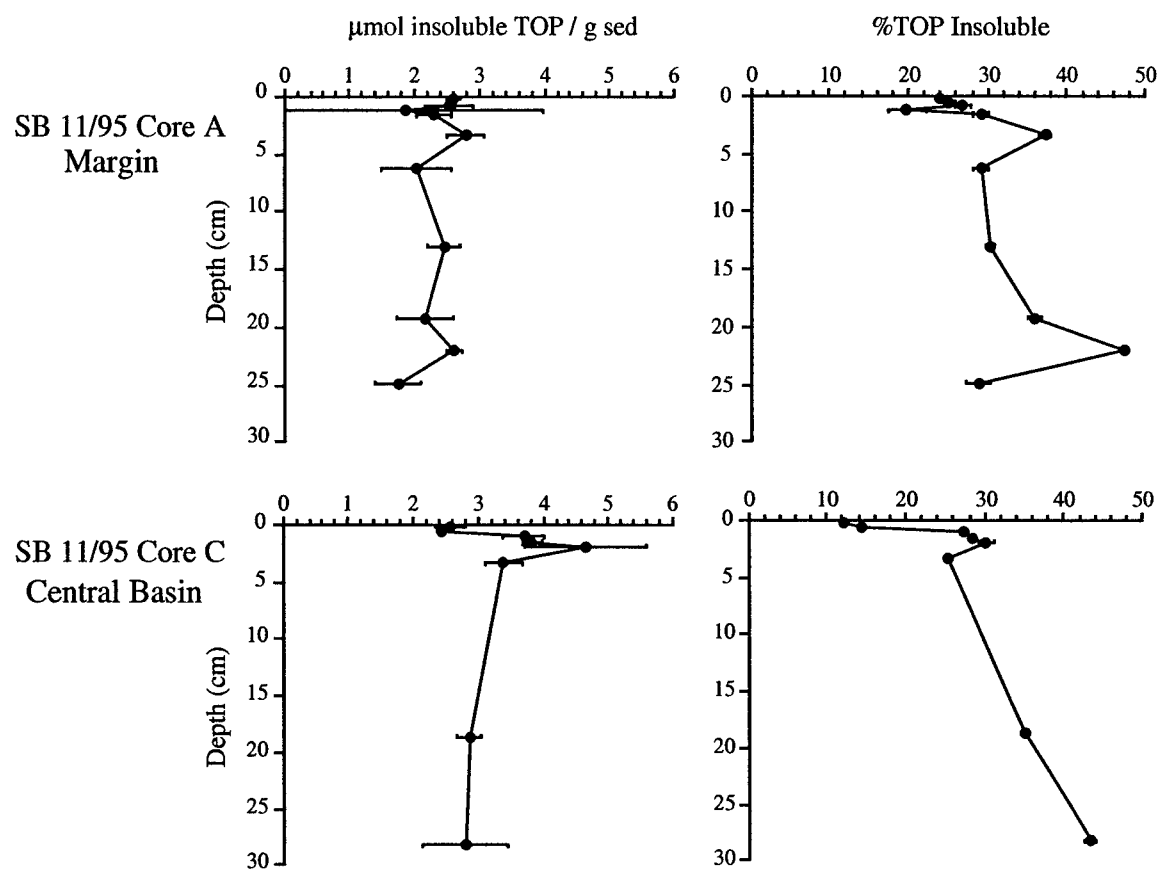 µmol insoluble TOP / g sed
%TOP Insoluble
0 1 2 3 4 5 6
0 10 20 30 40 50
SB 11/95 Core A
Margin
Depth (cm)
0
5
10
15
20
25
30
0
5
10
15
20
25
30
0 1 2 3 4 5 6
0 10 20 30 40 50
SB 11/95 Core C
Central Basin
Depth (cm)
0
5
10
15
20
25
30
0
5
10
15
20
25
30